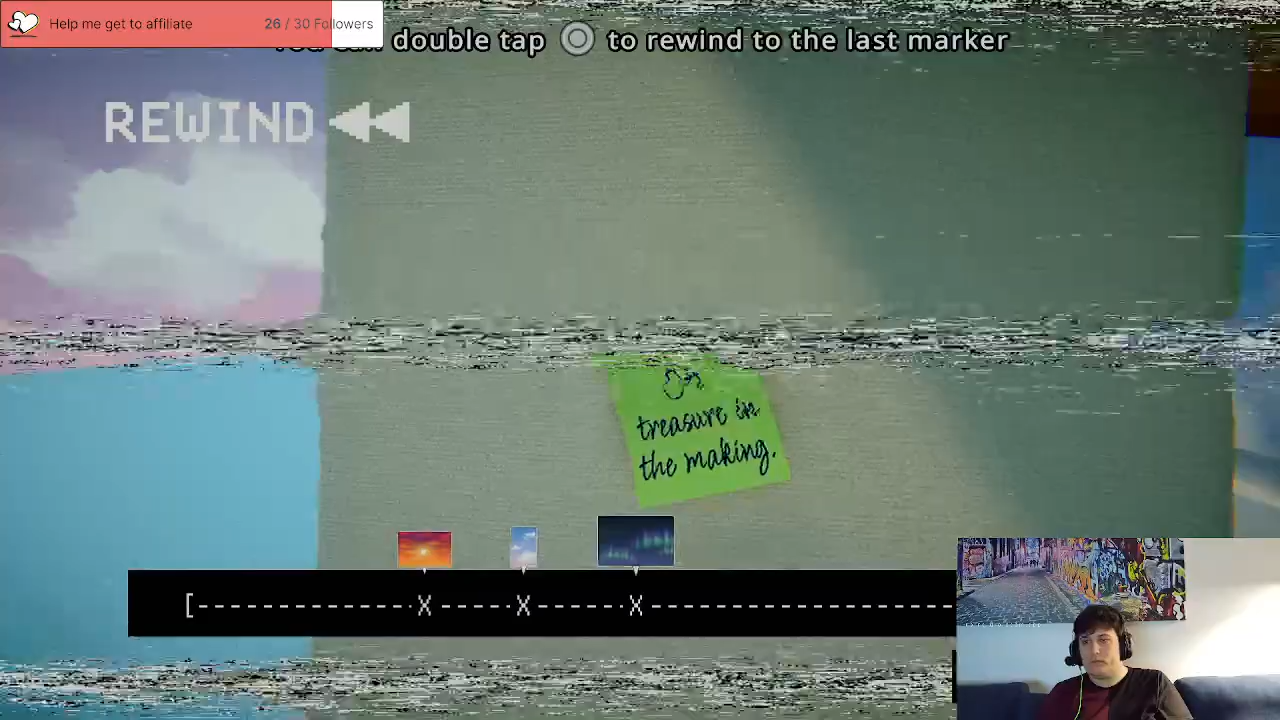 Help me get to affiliate 26 / 30 Followers
can double tap to rewind to the last marker
REWIND
treasure in
the making.